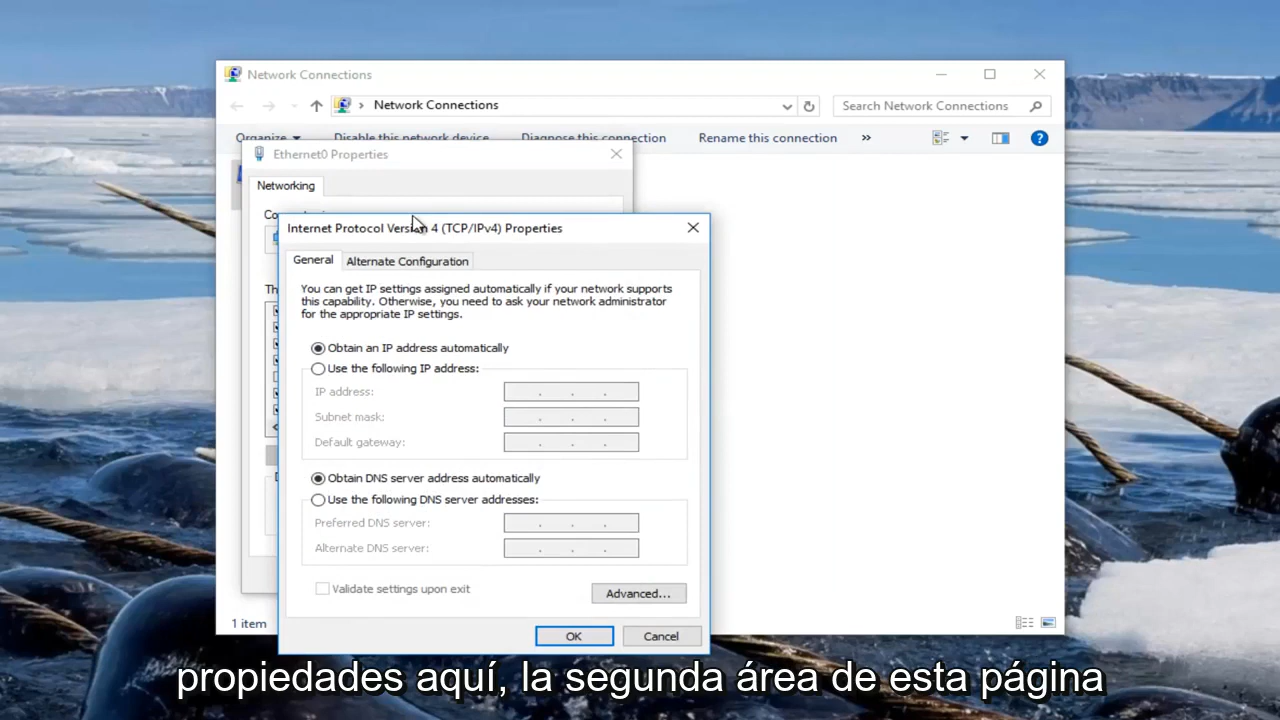 Network Connections
Network Connections
Search Network Connections
Organize
Disable this network device
Diagnose this connection
Rename this connection
»
Ethernet0 Properties
Networking
Internet Protocol Version 4 (TCP/IPv4) Properties
General
Alternate Configuration
You can get IP settings assigned automatically if your network supports
this capability. Otherwise, you need to ask your network administrator
for the appropriate IP settings.
Obtain an IP address automatically
Use the following IP address:
IP address:
Subnet mask:
Default gateway:
Obtain DNS server address automatically
Use the following DNS server addresses:
Preferred DNS server:
Alternate DNS server:
Validate settings upon exit
Advanced...
OK
Cancel
1 item
propiedades aquí, la segunda área de esta página